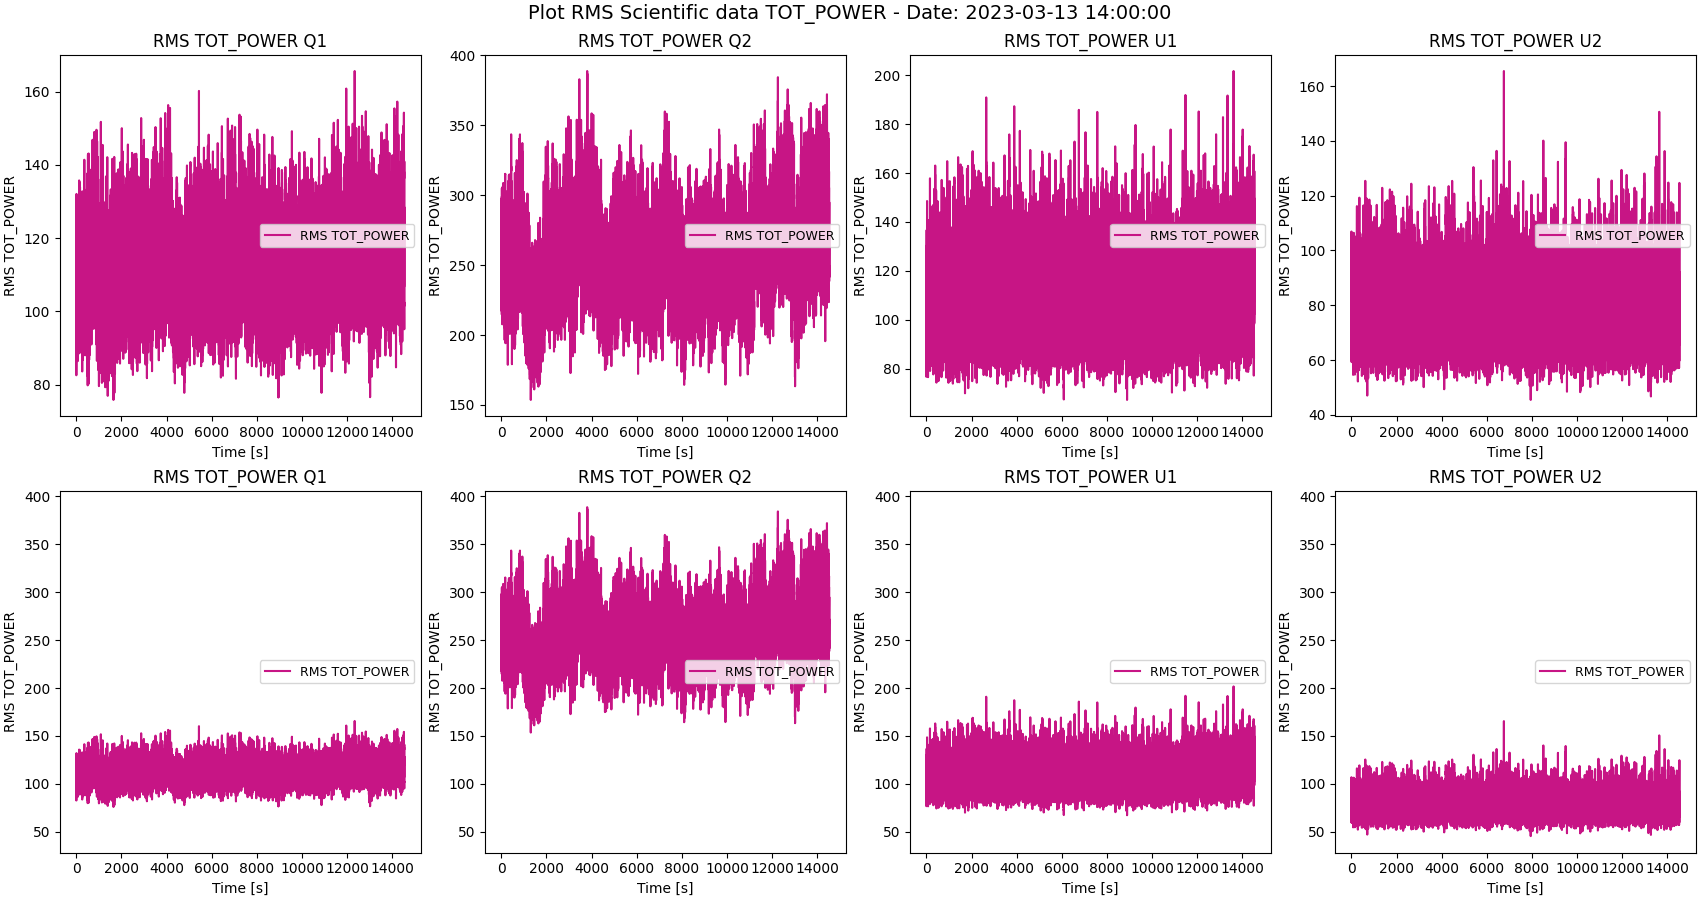 Plot RMS Scientific data TOT_POWER - Date: 2023-03-13 14:00:00
RMS TOT_POWER Q1
RMS TOT_POWER
160
140
120
100
80
RMS TOT_POWER
0 2000 4000 6000 8000 10000 12000 14000
Time [s]
RMS TOT_POWER Q2
RMS TOT_POWER
400
350
300
250
200
150
RMS TOT_POWER
0 2000 4000 6000 8000 10000 12000 14000
Time [s]
RMS TOT_POWER U1
RMS TOT_POWER
200
180
160
140
120
100
80
RMS TOT_POWER
0 2000 4000 6000 8000 10000 12000 14000
Time [s]
RMS TOT_POWER U2
RMS TOT_POWER
160
140
120
100
80
60
40
RMS TOT_POWER
0 2000 4000 6000 8000 10000 12000 14000
Time [s]
RMS TOT_POWER Q1
RMS TOT_POWER
400
350
300
250
200
150
100
50
RMS TOT_POWER
0 2000 4000 6000 8000 10000 12000 14000
Time [s]
RMS TOT_POWER Q2
RMS TOT_POWER
400
350
300
250
200
150
100
50
RMS TOT_POWER
0 2000 4000 6000 8000 10000 12000 14000
Time [s]
RMS TOT_POWER U1
RMS TOT_POWER
400
350
300
250
200
150
100
50
RMS TOT_POWER
0 2000 4000 6000 8000 10000 12000 14000
Time [s]
RMS TOT_POWER U2
RMS TOT_POWER
400
350
300
250
200
150
100
50
RMS TOT_POWER
0 2000 4000 6000 8000 10000 12000 14000
Time [s]